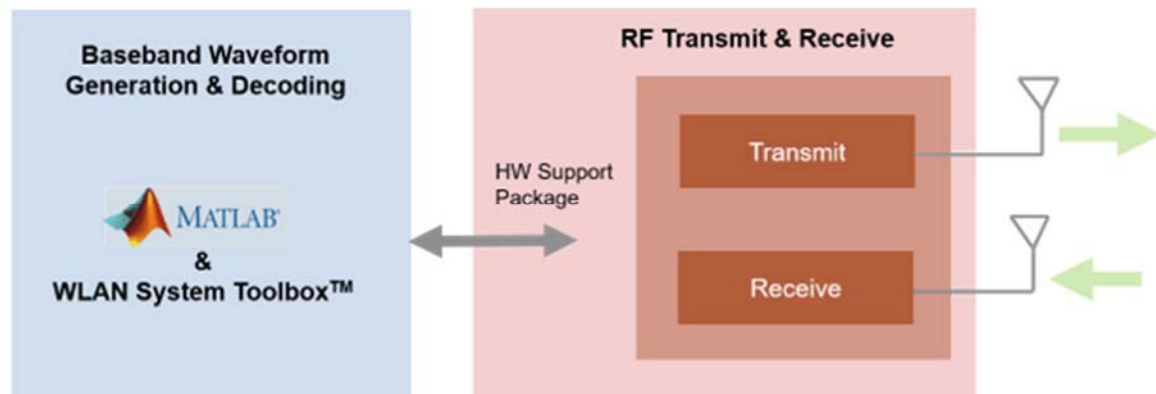 Baseband Waveform
Generation & Decoding
MATLAB®
&
WLAN System Toolbox™
HW Support
Package
RF Transmit & Receive
Transmit
Receive